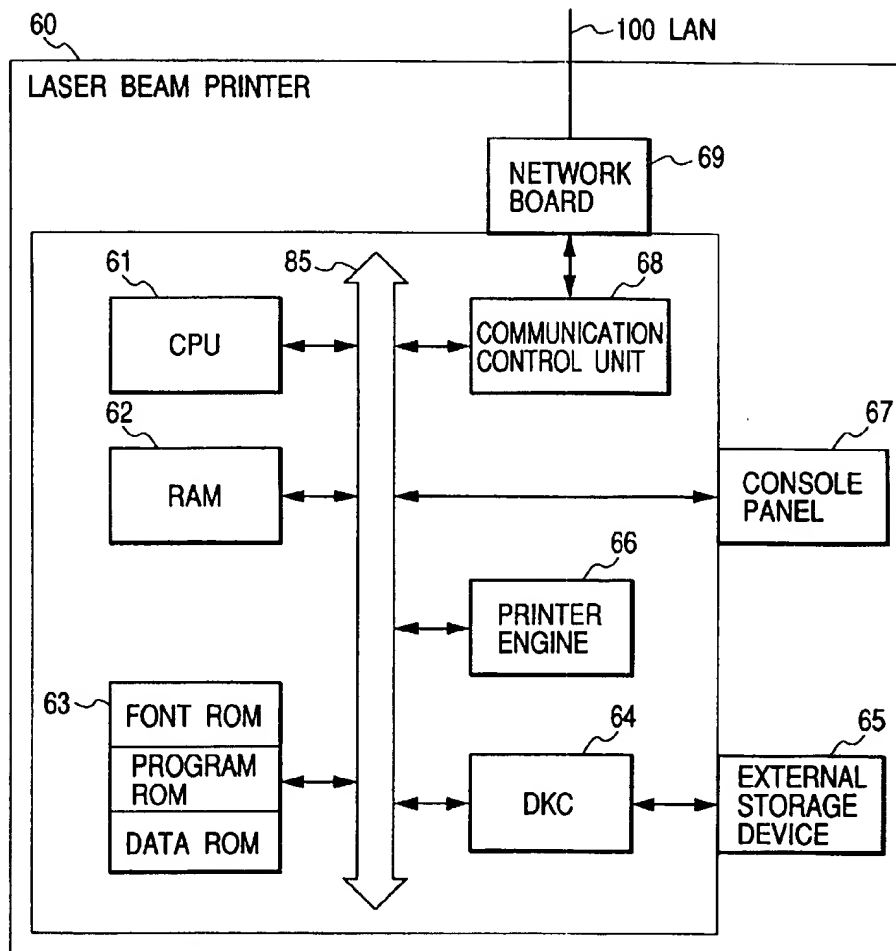 60
100 LAN
LASER BEAM PRINTER
69
NETWORK
BOARD
61
85
68
CPU
COMMUNICATION
CONTROL UNIT
62
67
RAM
CONSOLE
PANEL
66
PRINTER
ENGINE
63
FONT ROM
PROGRAM
ROM
DATA ROM
64
DKC
65
EXTERNAL
STORAGE
DEVICE